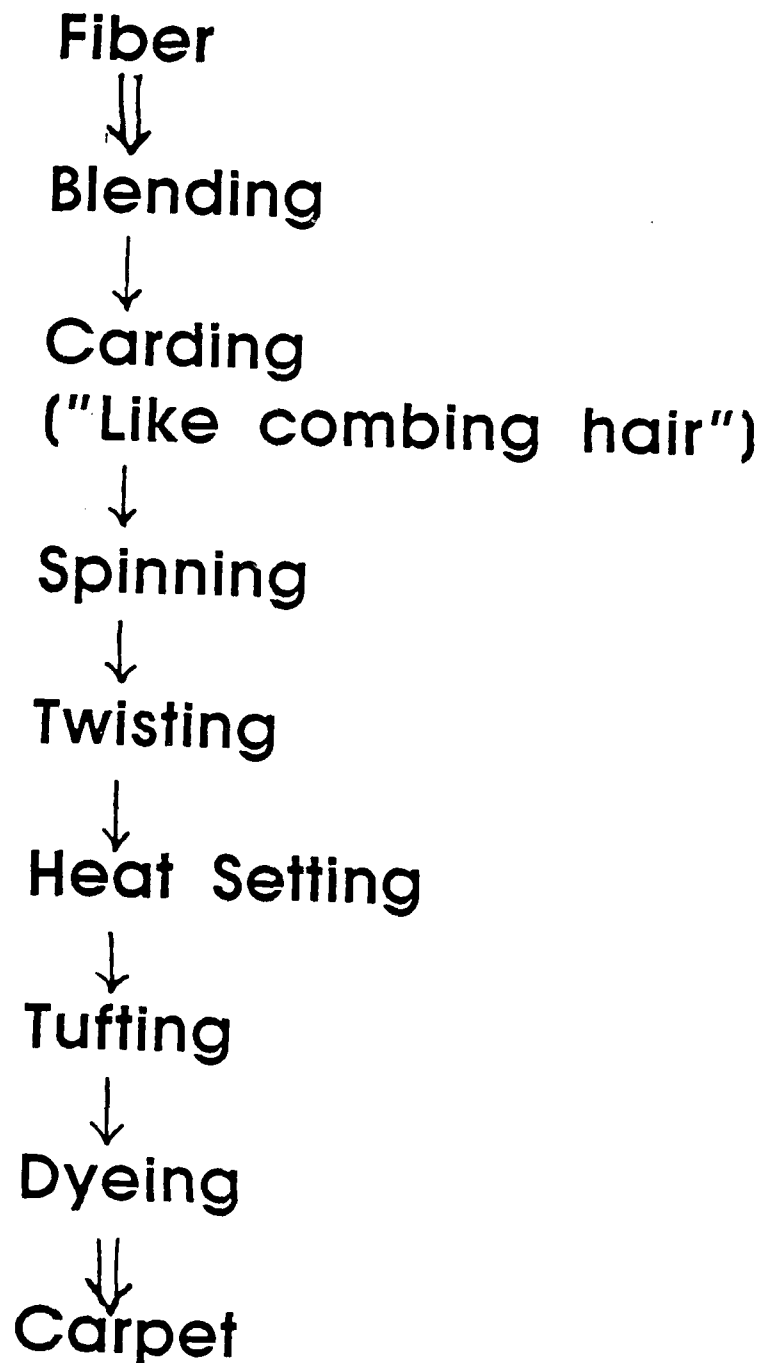 Fiber
Blending
Carding
("Like combing hair")
Spinning
Twisting
Heat Setting
Tufting
Dyeing
Carpet